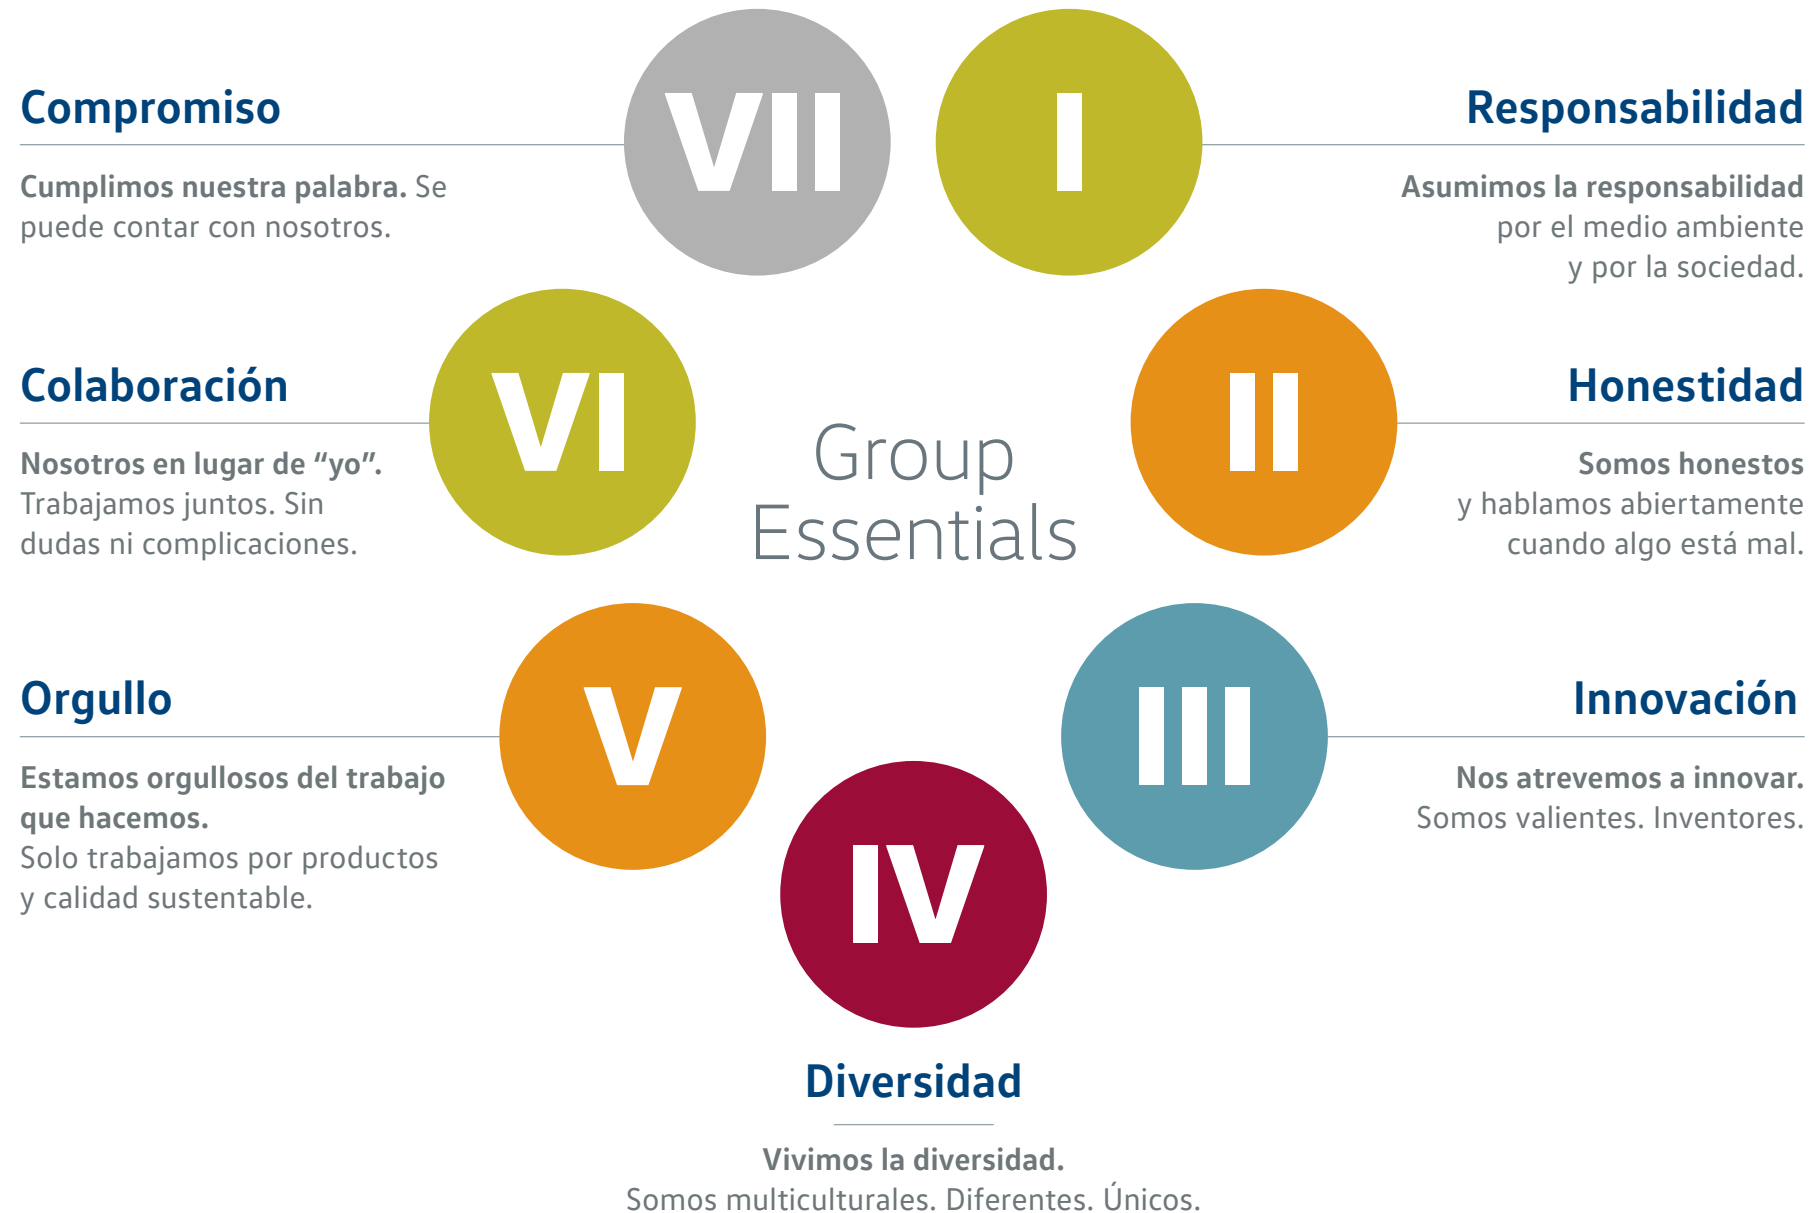 VII
Compromiso
Cumplimos nuestra palabra. Se
puede contar con nosotros.
I
Responsabilidad
Asumimos la responsabilidad
por el medio ambiente
y por la sociedad.
VI
Colaboración
Nosotros en lugar de “yo”.
Trabajamos juntos. Sin
dudas ni complicaciones.
Group
Essentials
II
Honestidad
Somos honestos
y hablamos abiertamente
cuando algo está mal.
V
Orgullo
Estamos orgullosos del trabajo
que hacemos.
Solo trabajamos por productos
y calidad sustentable.
III
Innovación
Nos atrevemos a innovar.
Somos valientes. Inventores.
IV
Diversidad
Vivimos la diversidad.
Somos multiculturales. Diferentes. Únicos.